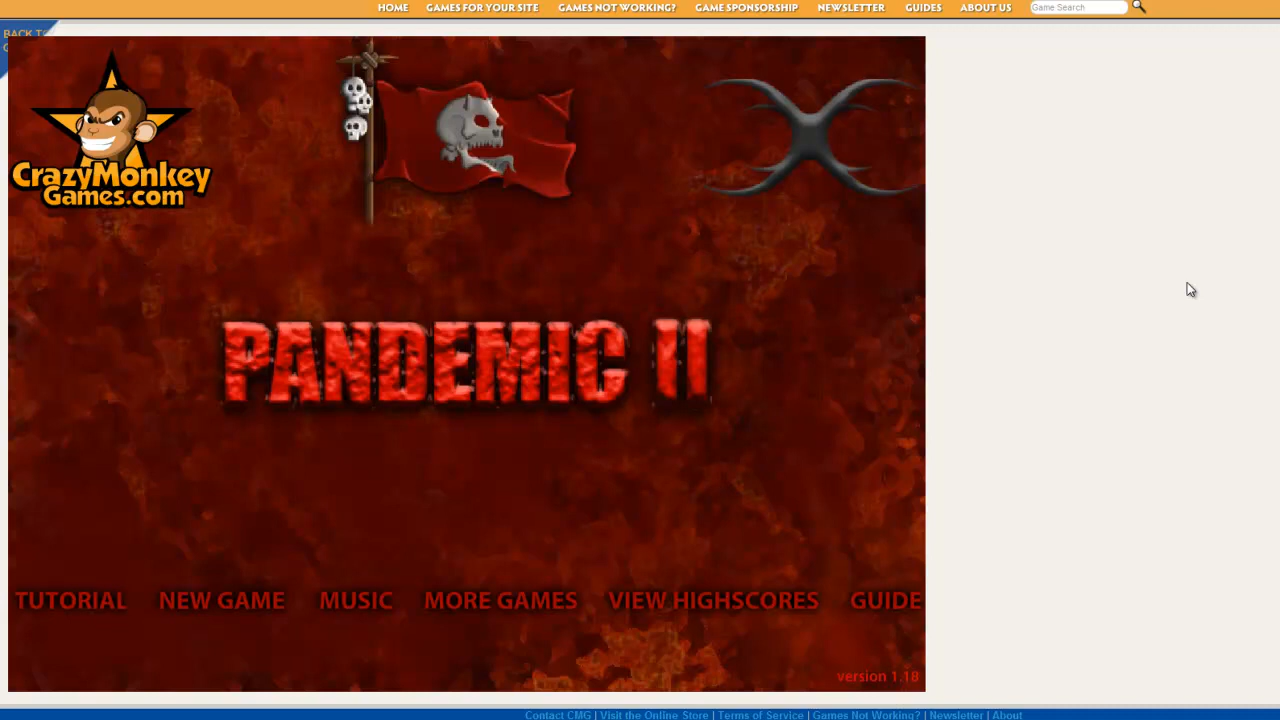 HOME GAMES FOR YOUR SITE GAMES NOT WORKING? GAME SPONSORSHIP NEWSLETTER GUIDES ABOUT US Game Search
BACK
CrazyMonkey
Games.com
PANDEMIC II
TUTORIAL NEW GAME MUSIC MORE GAMES VIEW HIGHSCORES GUIDE
version 1.18
Contact CMG | Visit the Online Store | Terms of Service | Games Not Working? | Newsletter | About